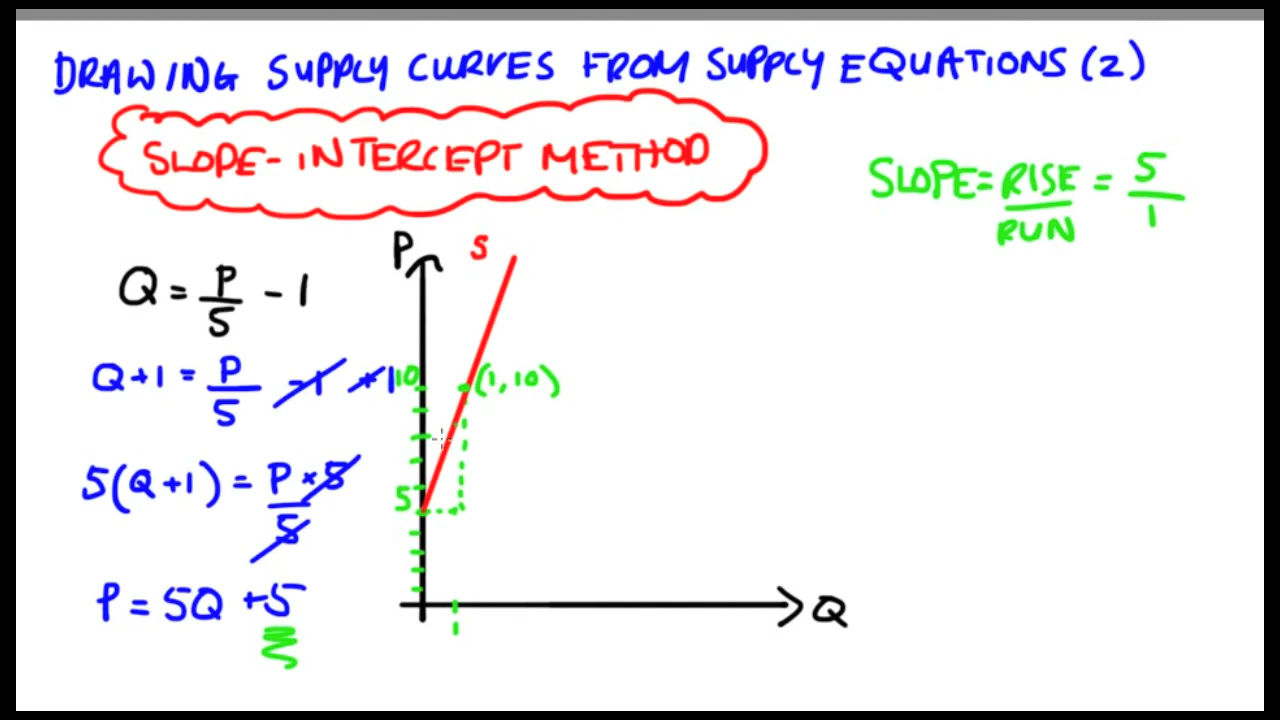 DRAWING SUPPLY CURVES FROM SUPPLY EQUATIONS (2)
SLOPE-INTERCEPT METHOD
SLOPE = RISE/RUN = 5/1
P
S
Q = P/5 - 1
Q+1 = P/5 -1 +1
10
(1,10)
5(Q+1) = P×5/5
5
P = 5Q +5
Q
1